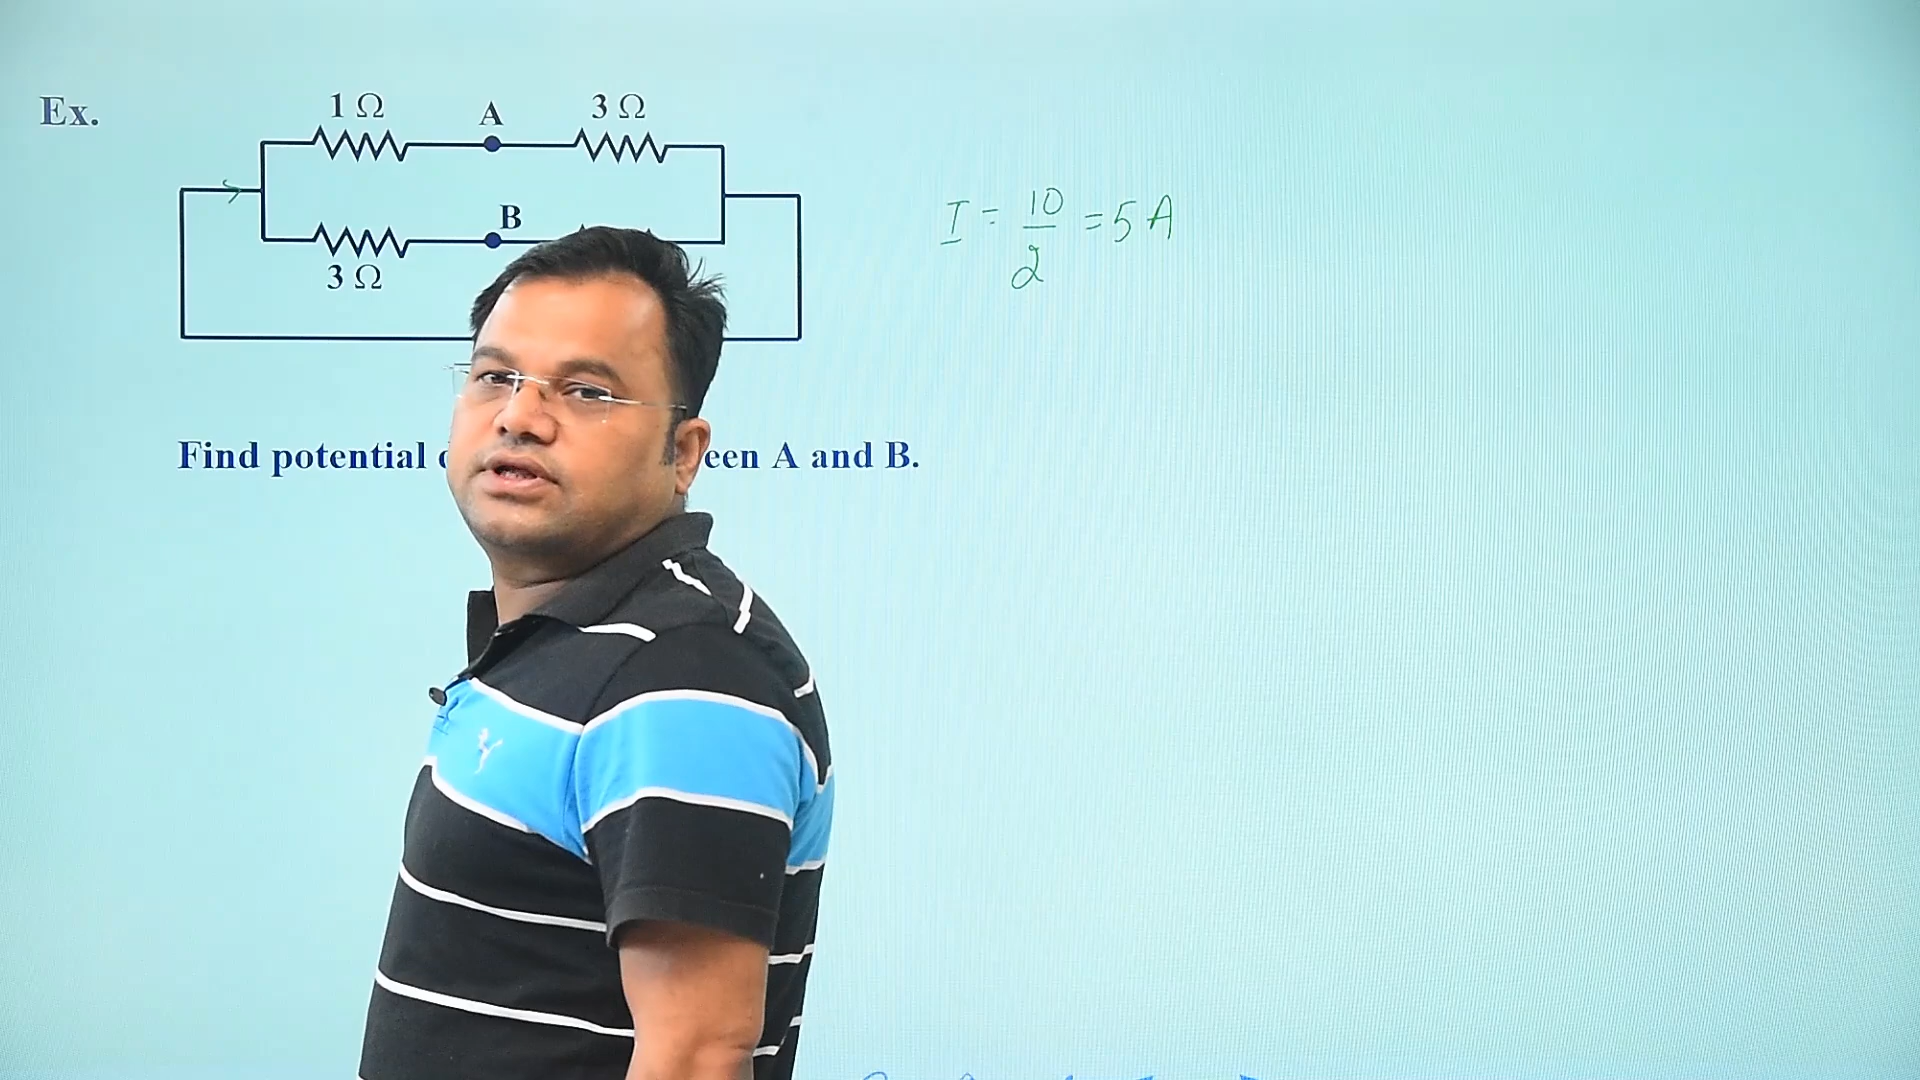 Ex.
1 Ω A 3 Ω
B
3 Ω
I = 10/2 = 5 A
Find potential een A and B.